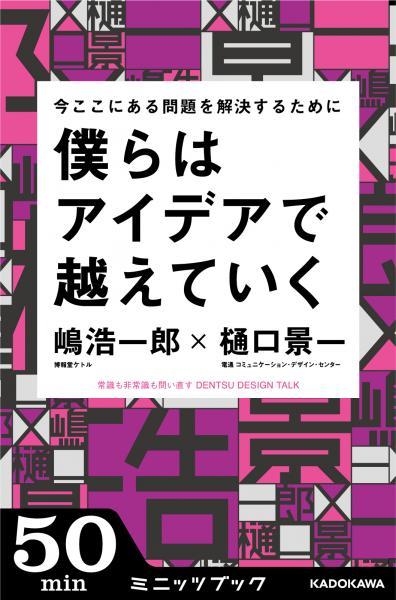 今ここにある問題を解決するために
僕らは
アイデアで
越えていく
嶋浩一郎×樋口景一
博報堂ケトル 電通 コミュニケーション・デザイン・センター
常識も非常識も問い直す DENTSU DESIGN TALK
50
min
ミニッツブック
KADOKAWA